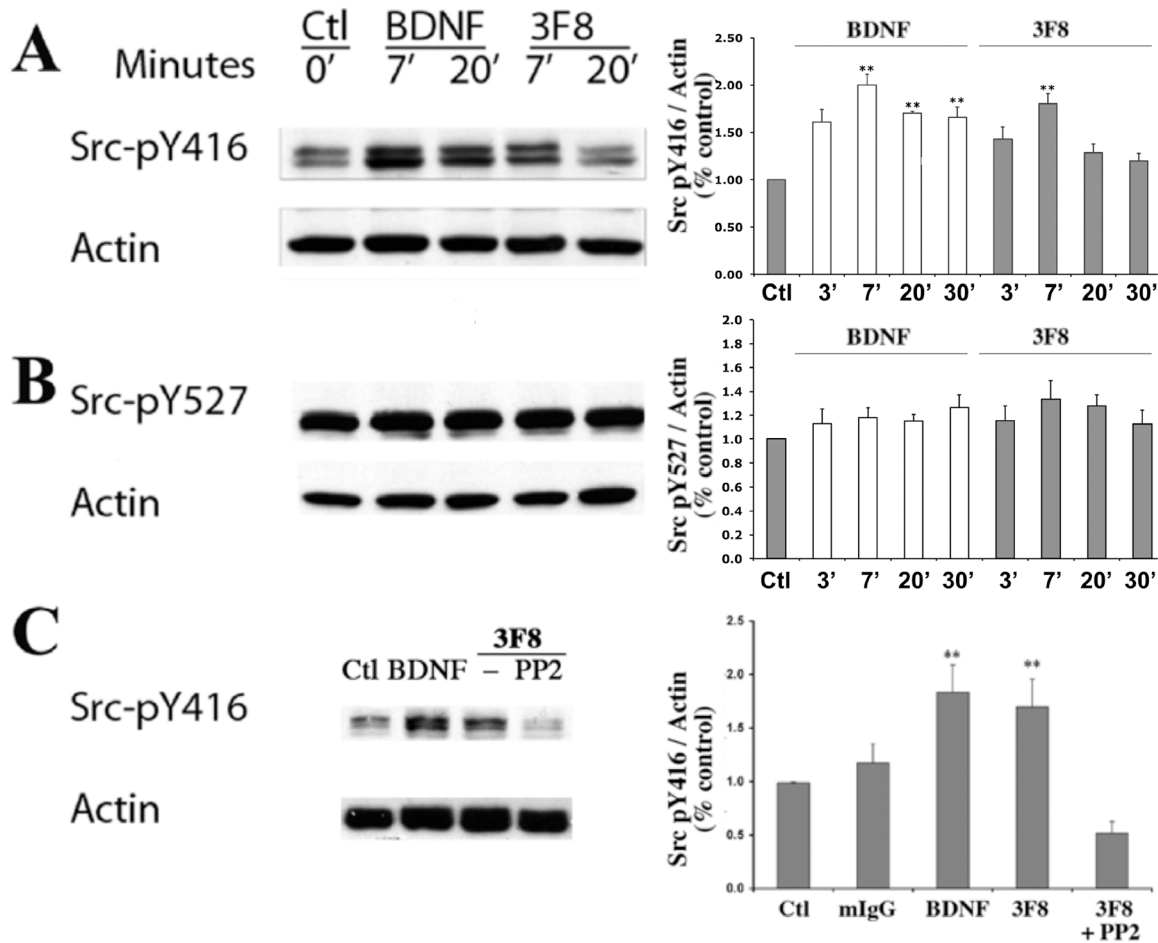 A
Ctl BDNF 3F8
Minutes 0’ 7’ 20’ 7’ 20’
Src-pY416
Actin
Src pY416 / Actin
(% control)
2.50
2.00
1.50
1.00
0.50
0.00
BDNF 3F8
** ** ** **
Ctl 3’ 7’ 20’ 30’ 3’ 7’ 20’ 30’
B
Src-pY527
Actin
Src pY527 / Actin
(% control)
2.0
1.8
1.6
1.4
1.2
1.0
0.8
0.6
0.4
0.2
0.0
BDNF 3F8
Ctl 3’ 7’ 20’ 30’ 3’ 7’ 20’ 30’
C
3F8
Ctl BDNF – PP2
Src-pY416
Actin
Src pY416 / Actin
(% control)
2.5
2.0
1.5
1.0
0.5
0.0
** **
Ctl mIgG BDNF 3F8 3F8
+ PP2